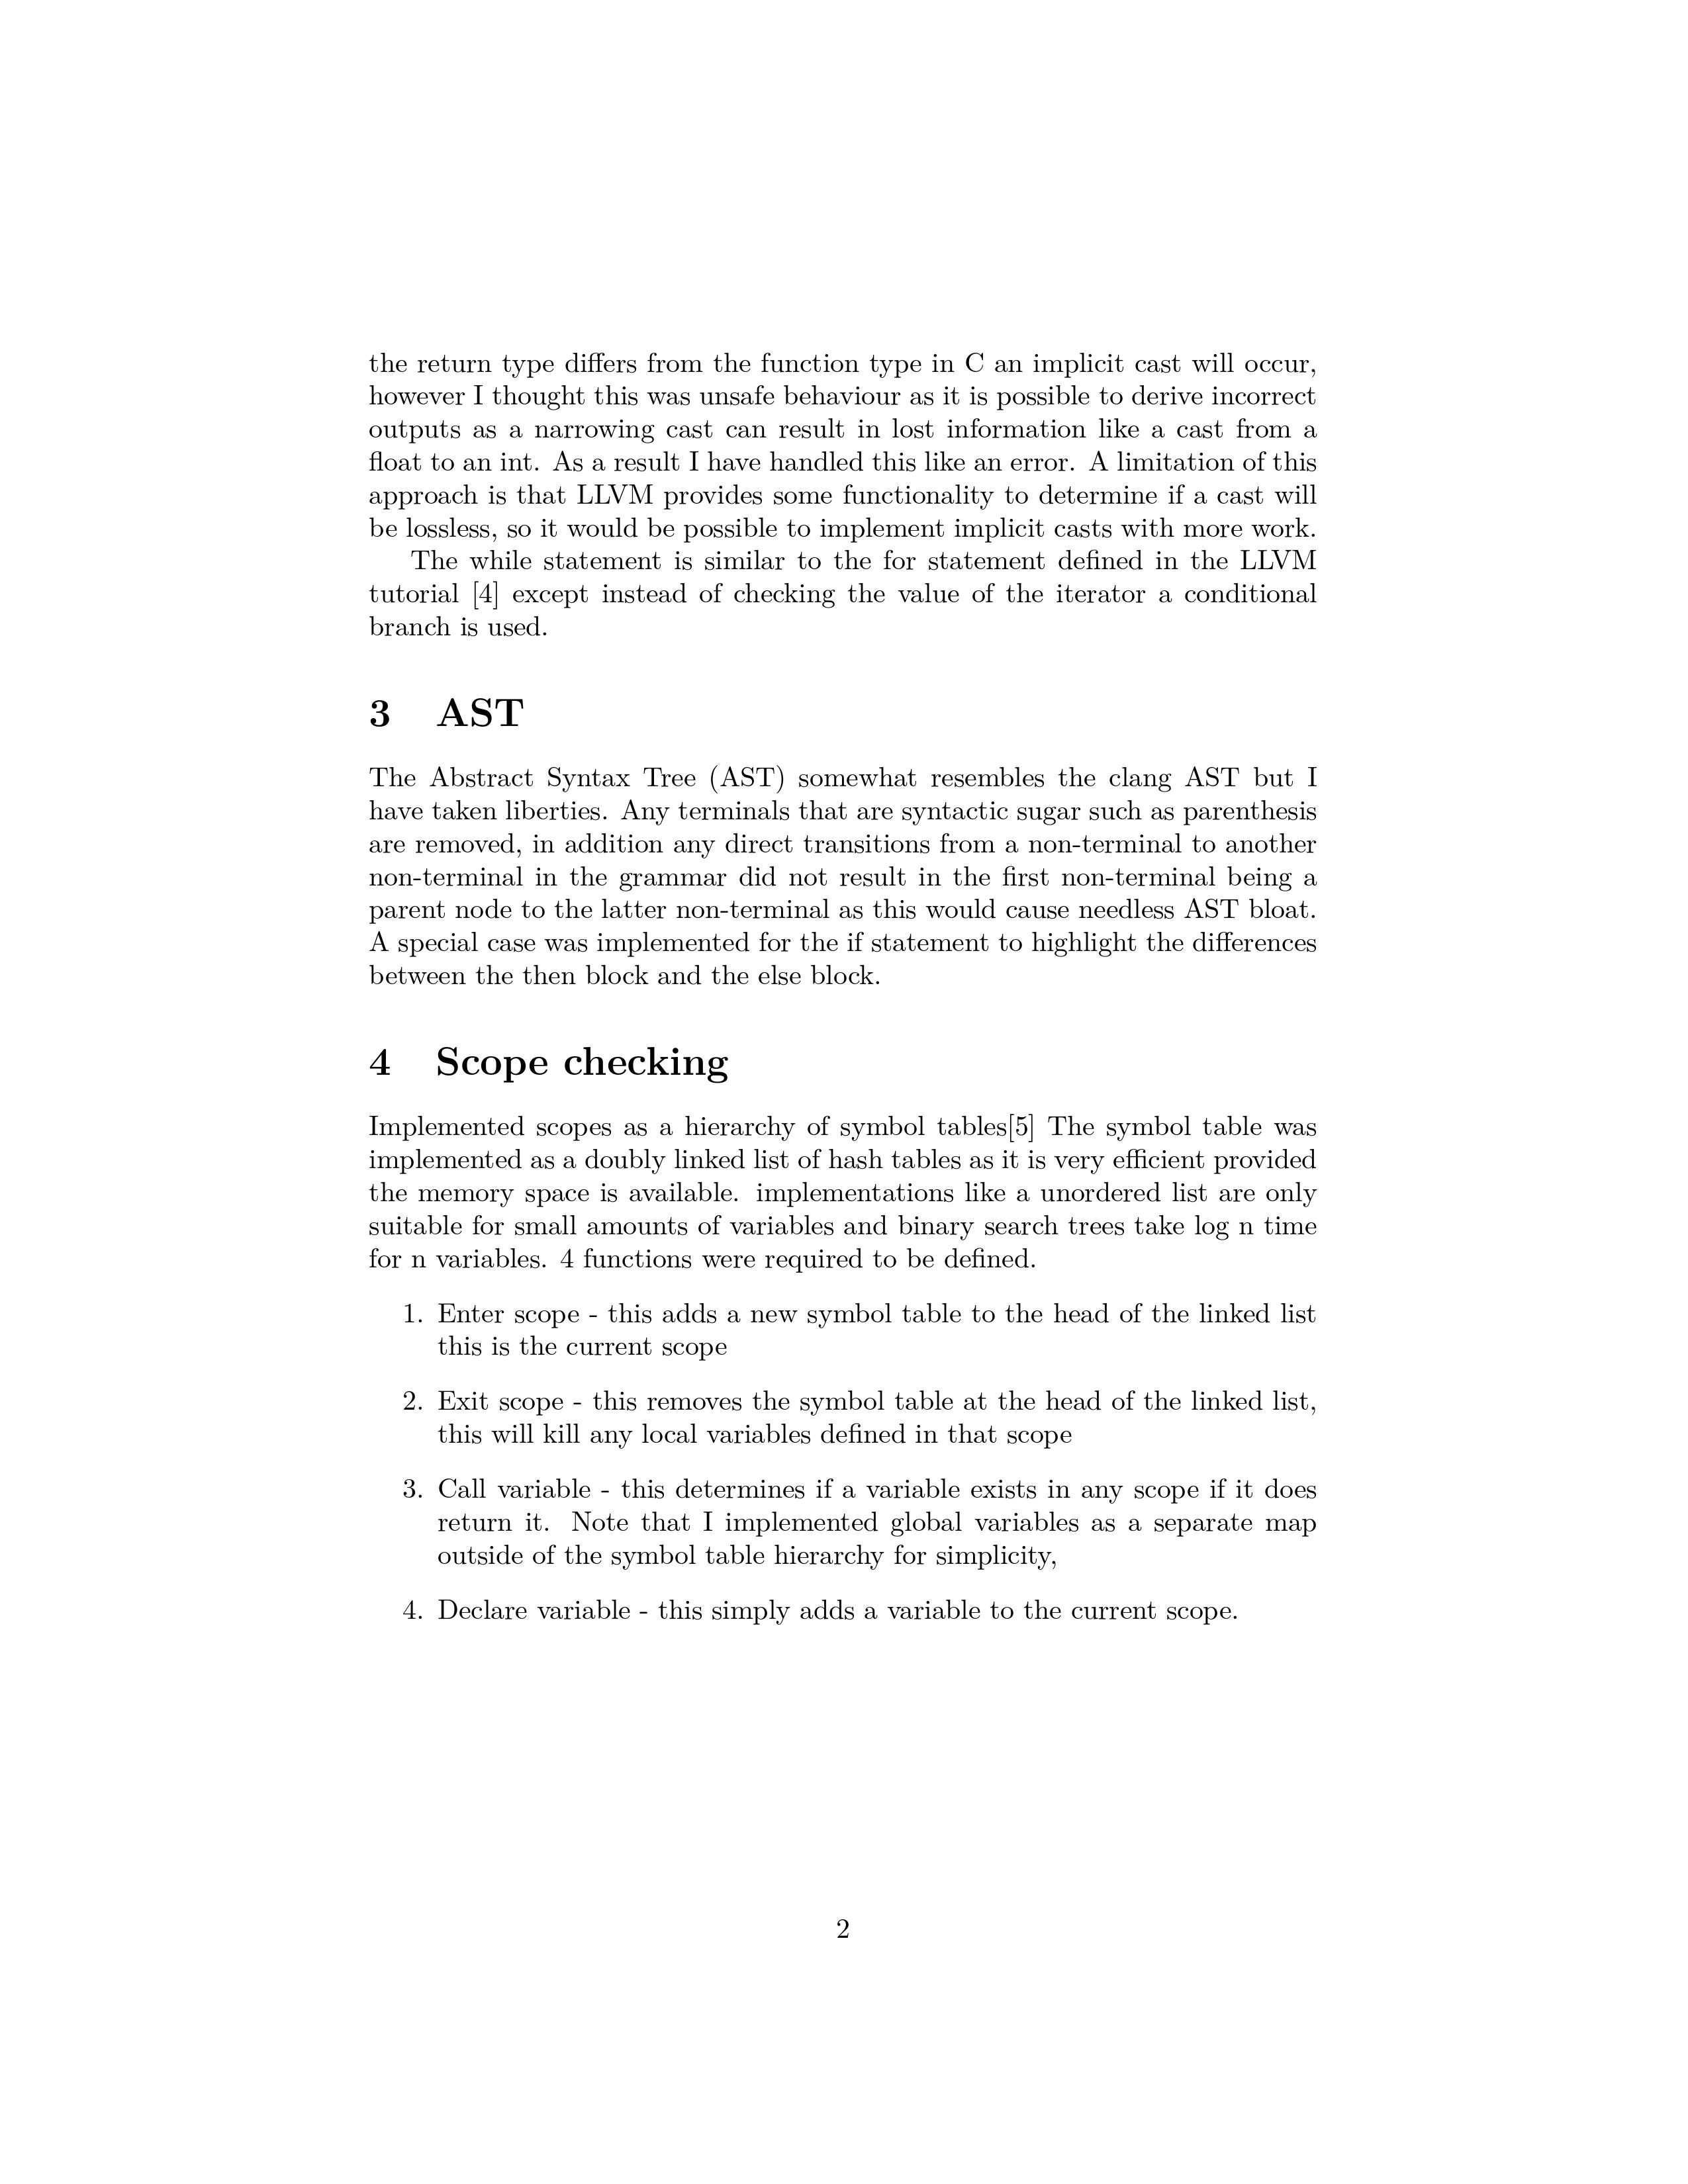 the return type differs from the function type in C an implicit cast will occur,
however I thought this was unsafe behaviour as it is possible to derive incorrect
outputs as a narrowing cast can result in lost information like a cast from a
float to an int. As a result I have handled this like an error. A limitation of this
approach is that LLVM provides some functionality to determine if a cast will
be lossless, so it would be possible to implement implicit casts with more work.
The while statement is similar to the for statement defined in the LLVM
tutorial [4] except instead of checking the value of the iterator a conditional
branch is used.
3 AST
The Abstract Syntax Tree (AST) somewhat resembles the clang AST but I
have taken liberties. Any terminals that are syntactic sugar such as parenthesis
are removed, in addition any direct transitions from a non-terminal to another
non-terminal in the grammar did not result in the first non-terminal being a
parent node to the latter non-terminal as this would cause needless AST bloat.
A special case was implemented for the if statement to highlight the differences
between the then block and the else block.
4 Scope checking
Implemented scopes as a hierarchy of symbol tables[5] The symbol table was
implemented as a doubly linked list of hash tables as it is very efficient provided
the memory space is available. implementations like a unordered list are only
suitable for small amounts of variables and binary search trees take log n time
for n variables. 4 functions were required to be defined.
1. Enter scope - this adds a new symbol table to the head of the linked list
this is the current scope
2. Exit scope - this removes the symbol table at the head of the linked list,
this will kill any local variables defined in that scope
3. Call variable - this determines if a variable exists in any scope if it does
return it. Note that I implemented global variables as a separate map
outside of the symbol table hierarchy for simplicity,
4. Declare variable - this simply adds a variable to the current scope.
2